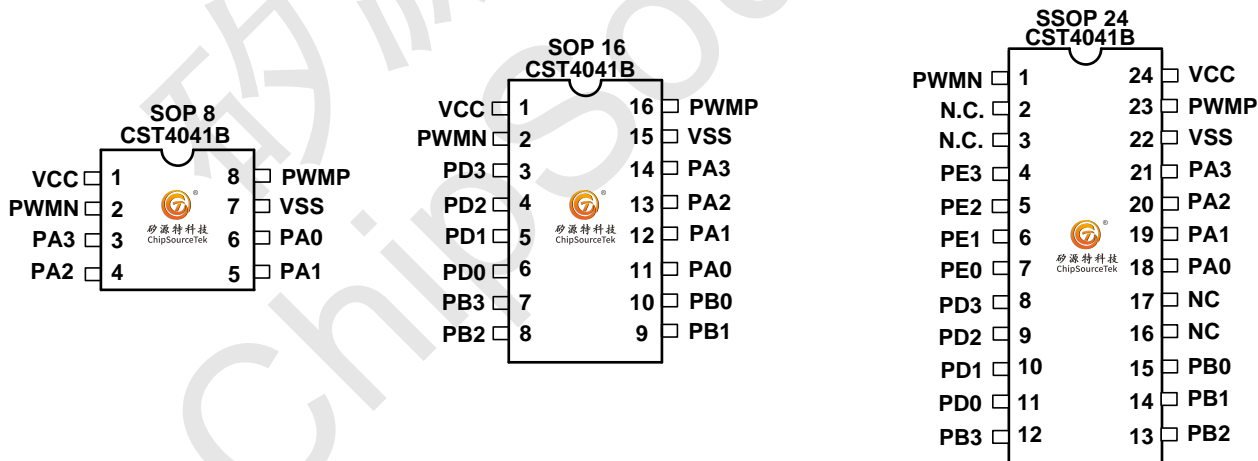 SOP 8
CST4041B
VCC 1 8 PWMP
PWMN 2 7 VSS
PA3 3 6 PA0
PA2 4 5 PA1
®
矽源特科技
ChipSourceTek
SOP 16
CST4041B
VCC 1 16 PWMP
PWMN 2 15 VSS
PD3 3 14 PA3
PD2 4 13 PA2
PD1 5 12 PA1
PD0 6 11 PA0
PB3 7 10 PB0
PB2 8 9 PB1
®
矽源特科技
ChipSourceTek
SSOP 24
CST4041B
PWMN 1 24 VCC
N.C. 2 23 PWMP
N.C. 3 22 VSS
PE3 4 21 PA3
PE2 5 20 PA2
PE1 6 19 PA1
PE0 7 18 PA0
PD3 8 17 NC
PD2 9 16 NC
PD1 10 15 PB0
PD0 11 14 PB1
PB3 12 13 PB2
®
矽源特科技
ChipSourceTek